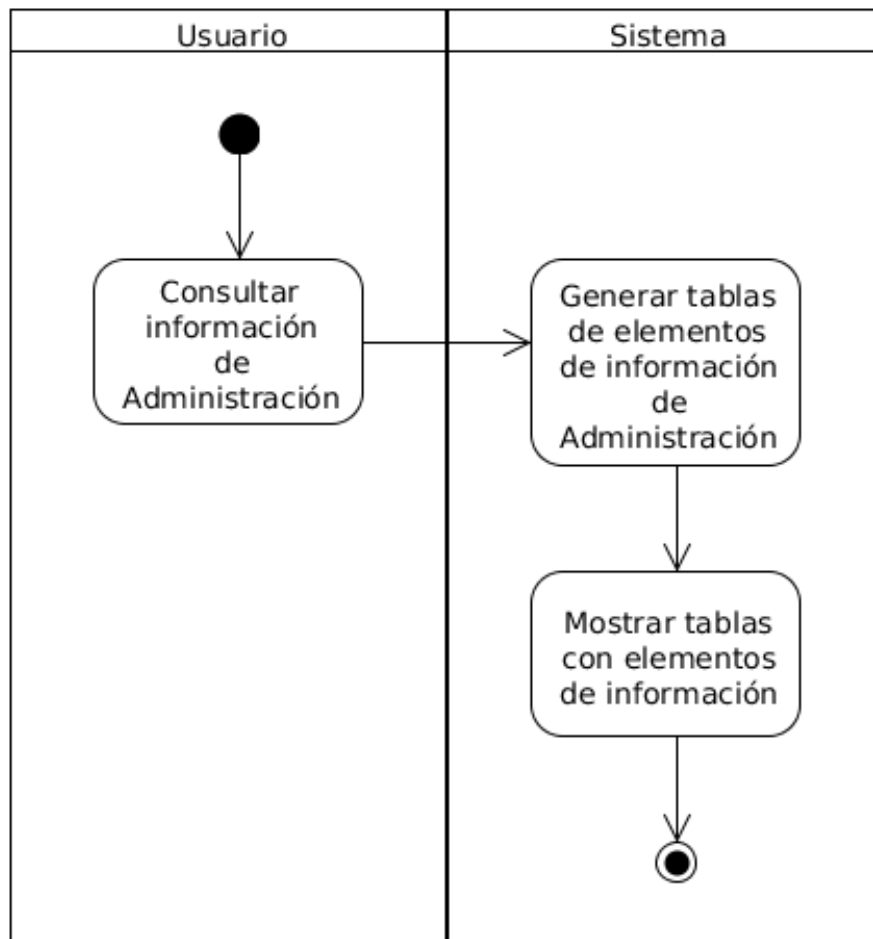 Usuario
Sistema
Consultar
información
de
Administración
Generar tablas
de elementos
de información
de
Administración
Mostrar tablas
con elementos
de información